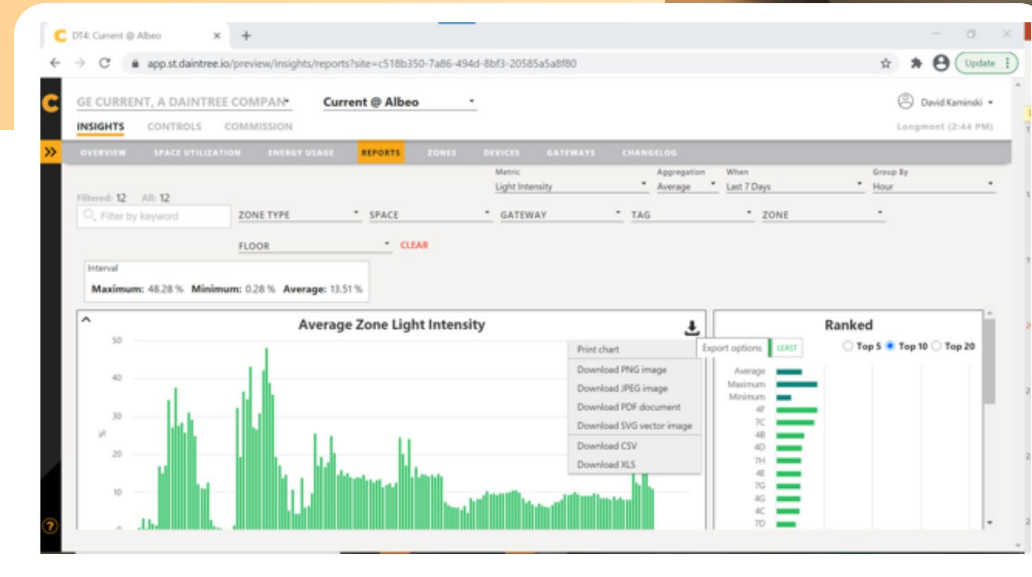 DT4: Current @ Albeo
app.st.daintree.io/preview/insights/reports?site=c518b350-7a86-494d-8bf3-20585a5a8f80
Update
GE CURRENT, A DAINTREE COMPAN
Current @ Albeo
David Kaminski
INSIGHTS CONTROLS COMMISSION
Longmont (2:44 PM)
OVERVIEW SPACE UTILIZATION ENERGY USAGE REPORTS ZONES DEVICES GATEWAYS CHANGELOG
Metric Aggregation When Group By
Light Intensity Average Last 7 Days Hour
Filtered: 12 All: 12
Filter by keyword ZONE TYPE SPACE GATEWAY TAG ZONE
FLOOR CLEAR
Interval
Maximum: 48.28 % Minimum: 0.28 % Average: 13.51 %
Average Zone Light Intensity
50
40
30
%
20
10
0
Print chart
Download PNG image
Download JPEG image
Download PDF document
Download SVG vector image
Download CSV
Download XLS
Export options
LEAST
Ranked
Top 5 Top 10 Top 20
Average
Maximum
Minimum
4F
7C
4B
4D
7H
4E
7G
4G
4C
7D